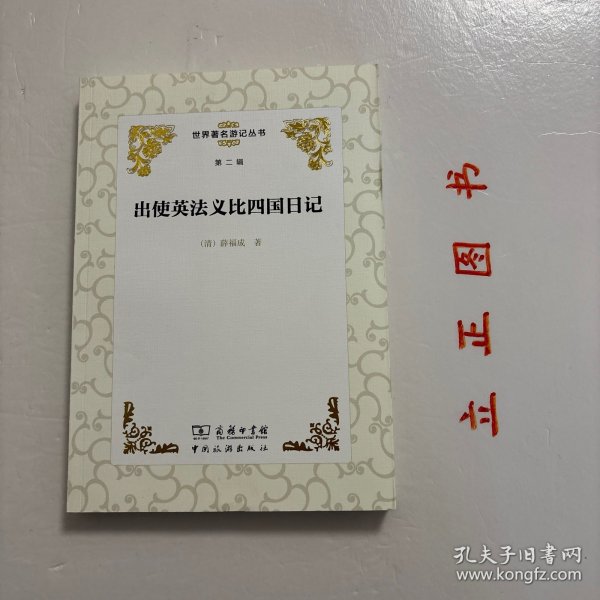 世界著名游记丛书
第二辑
出使英法义比四国日记
（清）薛福成 著
商务印书馆
The Commercial Press
中国旅游出版社
立正图书
孔夫子旧书网
www.kongfz.com